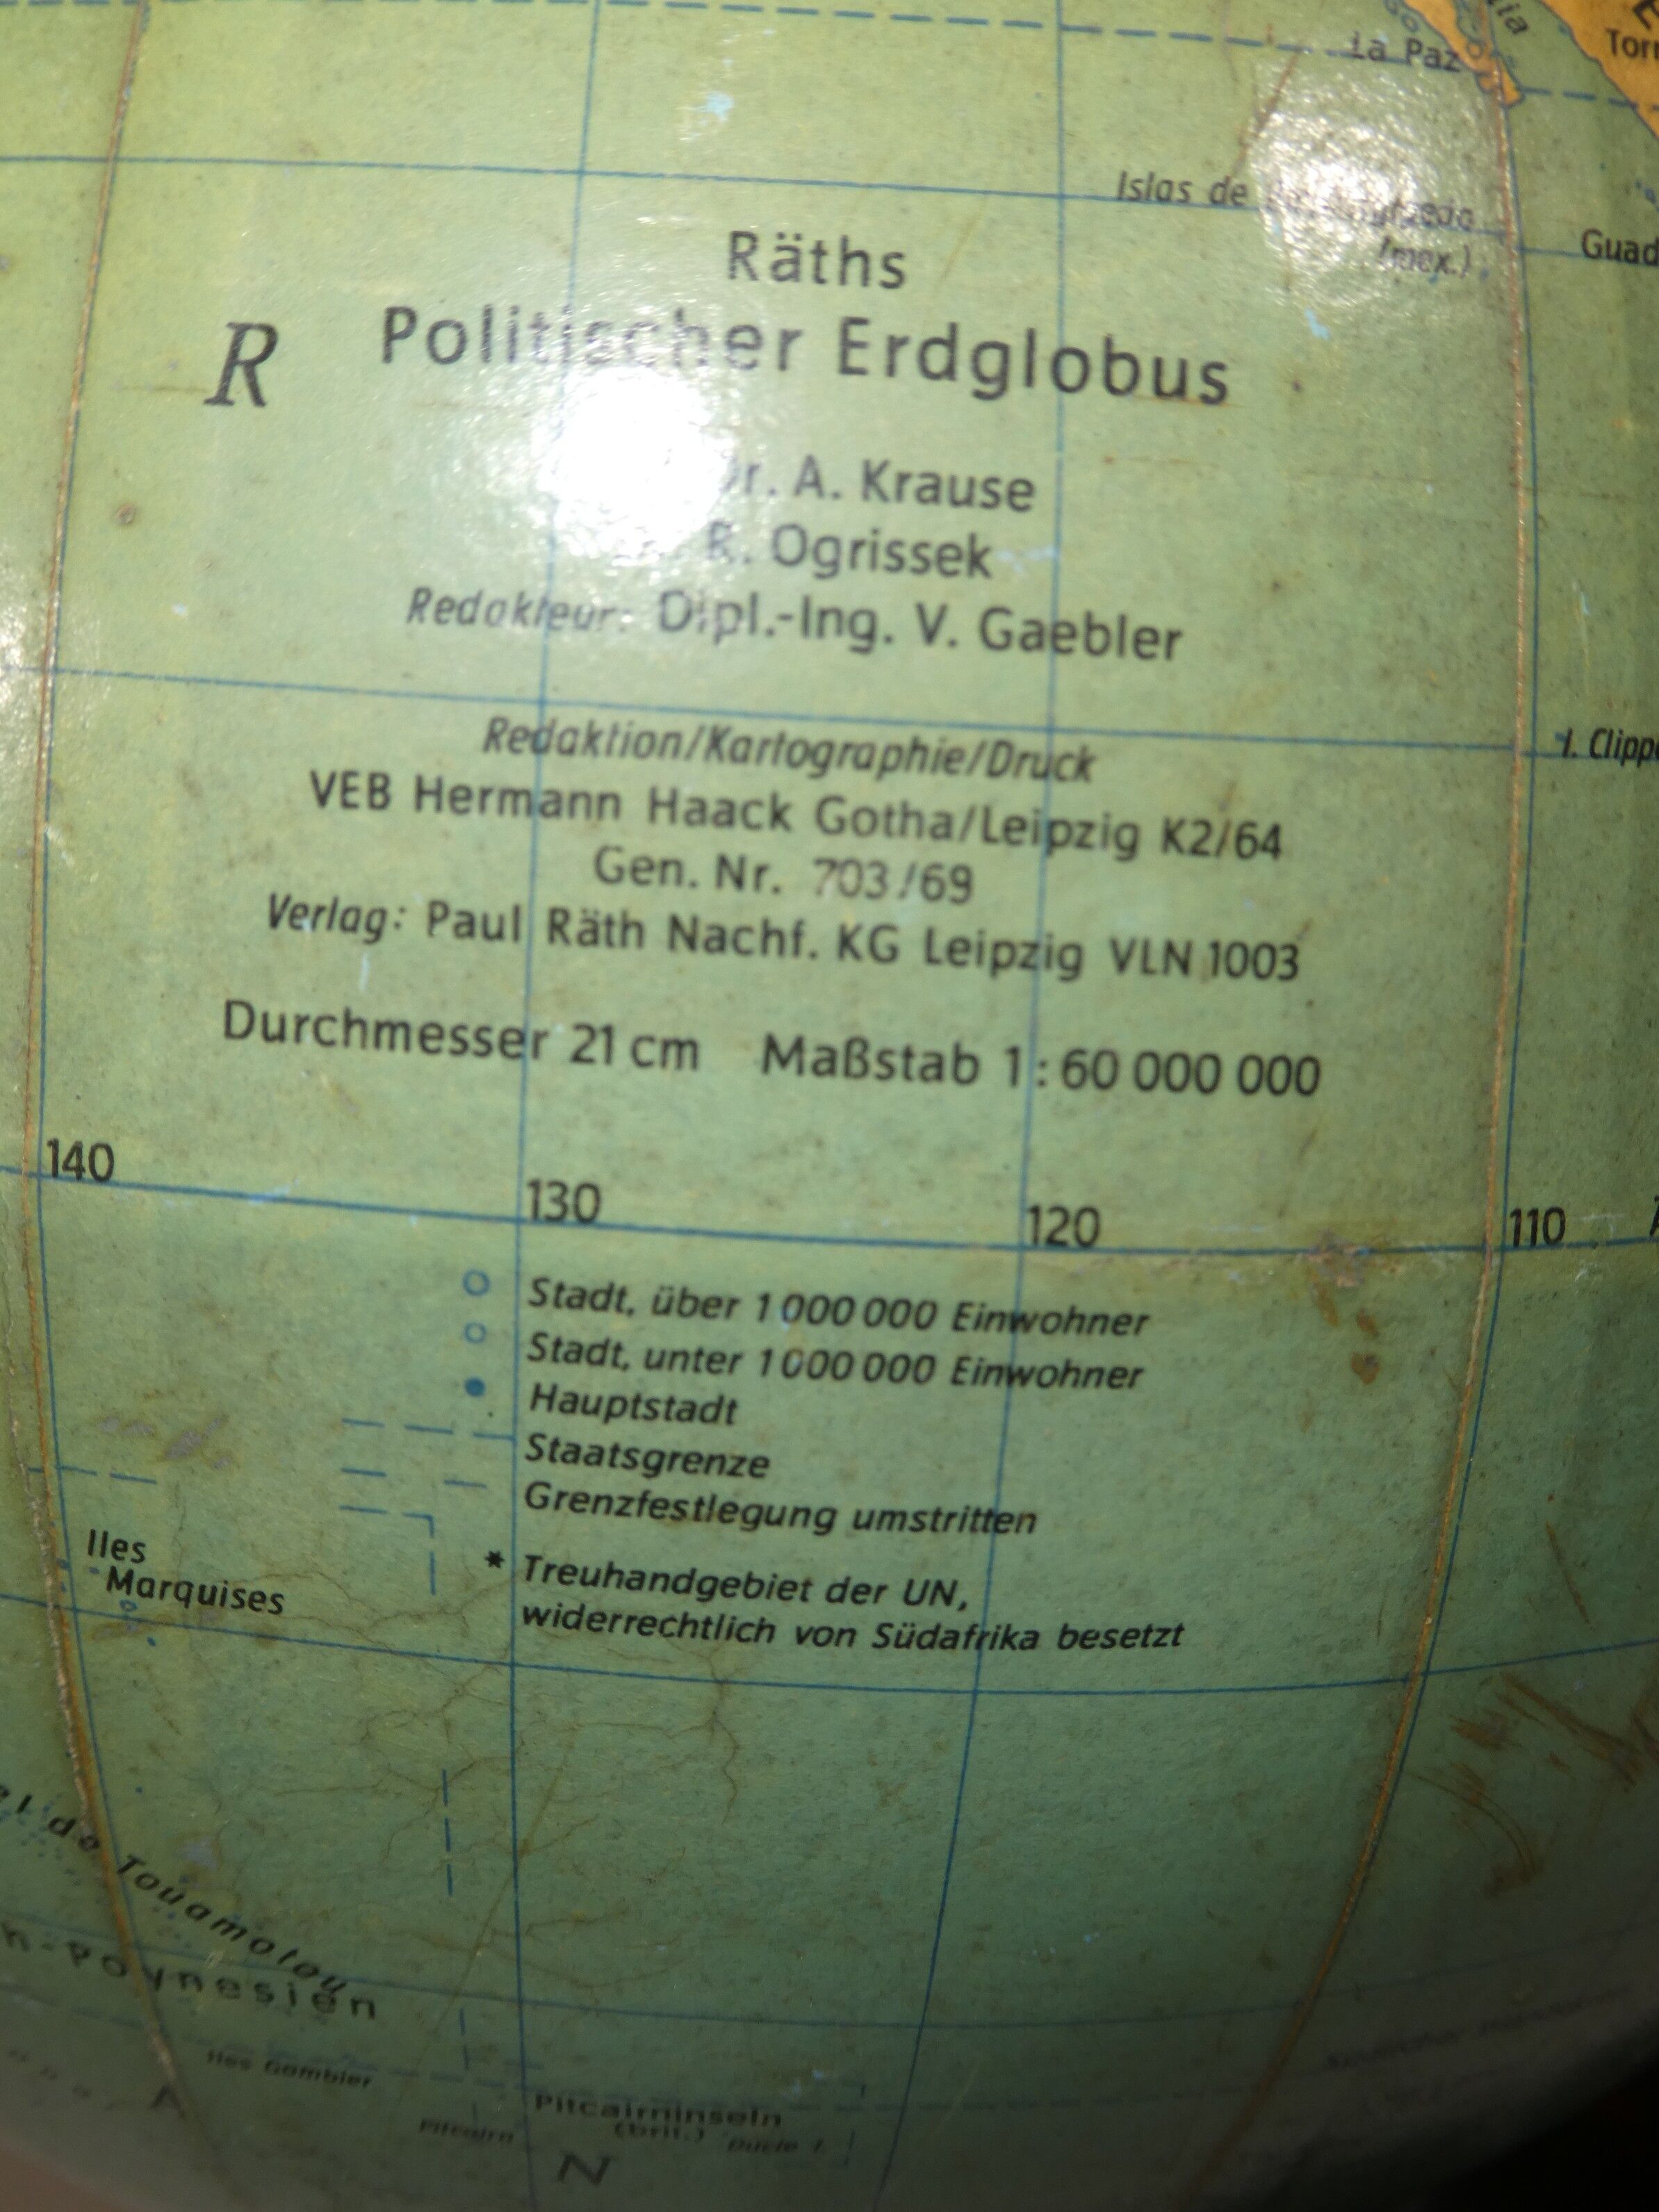 La Paz
Islas de
(mex.)
Räths
R Politischer Erdglobus
Dr. A. Krause
R. Ogrissek
Redakteur: Dipl.-Ing. V. Gaebler
Redaktion/Kartographie/Druck
VEB Hermann Haack Gotha/Leipzig K2/64
Gen. Nr. 703/69
Verlag: Paul Räth Nachf. KG Leipzig VLN 1003
Durchmesser 21 cm Maßstab 1:60 000 000
140 130 120 110
Stadt, über 1 000 000 Einwohner
Stadt, unter 1 000 000 Einwohner
Hauptstadt
Staatsgrenze
Grenzfestlegung umstritten
* Treuhandgebiet der UN,
widerrechtlich von Südafrika besetzt
Iles
Marquises
de Touamotou
n-Polynesien
Iles Gambier
Pitcairninseln
(brit.) Ducie I.
Pitcairn
N